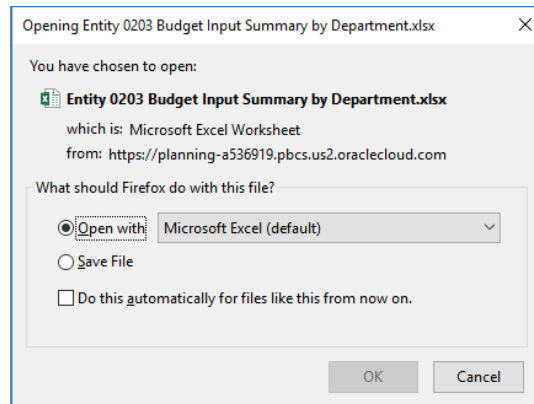 Opening Entity 0203 Budget Input Summary by Department.xlsx
You have chosen to open:
Entity 0203 Budget Input Summary by Department.xlsx
which is: Microsoft Excel Worksheet
from: https://planning-a536919.pbcs.us2.oraclecloud.com
What should Firefox do with this file?
Open with Microsoft Excel (default)
Save File
Do this automatically for files like this from now on.
OK Cancel